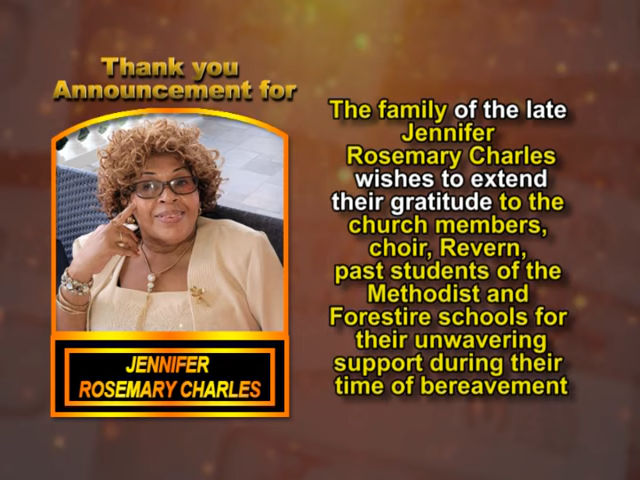 Thank you
Announcement for
JENNIFER
ROSEMARY CHARLES
The family of the late
Jennifer
Rosemary Charles
wishes to extend
their gratitude to the
church members,
choir, Revern,
past students of the
Methodist and
Forestire schools for
their unwavering
support during their
time of bereavement